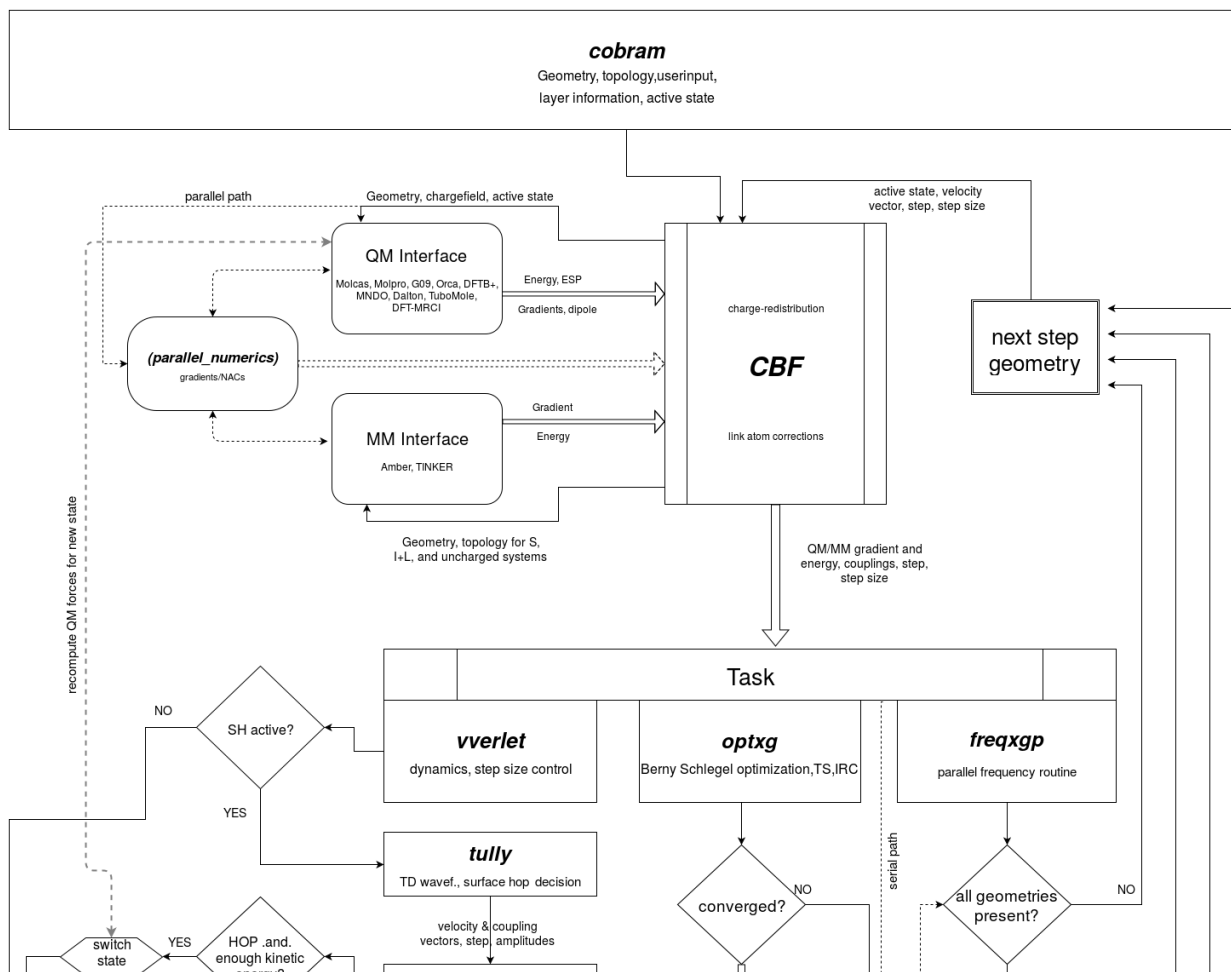 cobram
Geometry, topology,userinput,
layer information, active state
parallel path
Geometry, chargefield, active state
active state, velocity
vector, step, step size
QM Interface
Molcas, Molpro, G09, Orca, DFTB+,
MNDO, Dalton, TuboMole,
DFT-MRCI
Energy, ESP
Gradients, dipole
charge-redistribution
CBF
link atom corrections
next step
geometry
(parallel_numerics)
gradients/NACs
MM Interface
Amber, TINKER
Gradient
Energy
Geometry, topology for S,
I+L, and uncharged systems
QM/MM gradient and
energy, couplings, step,
step size
recompute QM forces for new state
Task
NO
SH active?
YES
vverlet
dynamics, step size control
optxg
Berny Schlegel optimization,TS,IRC
freqxgp
parallel frequency routine
tully
TD wavef., surface hop decision
serial path
converged?
NO
all geometries
present?
NO
velocity & coupling
vectors, step, amplitudes
switch
state
YES
HOP .and.
enough kinetic
energy?